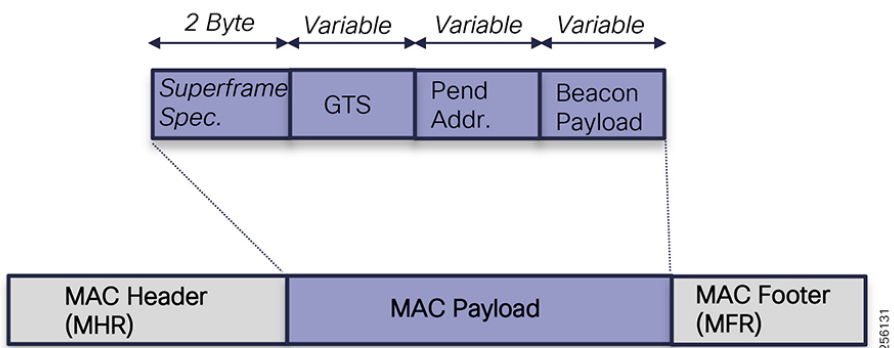 2 Byte Variable Variable Variable
Superframe Spec. GTS Pend Addr. Beacon Payload
MAC Header (MHR) MAC Payload MAC Footer (MFR)
256131